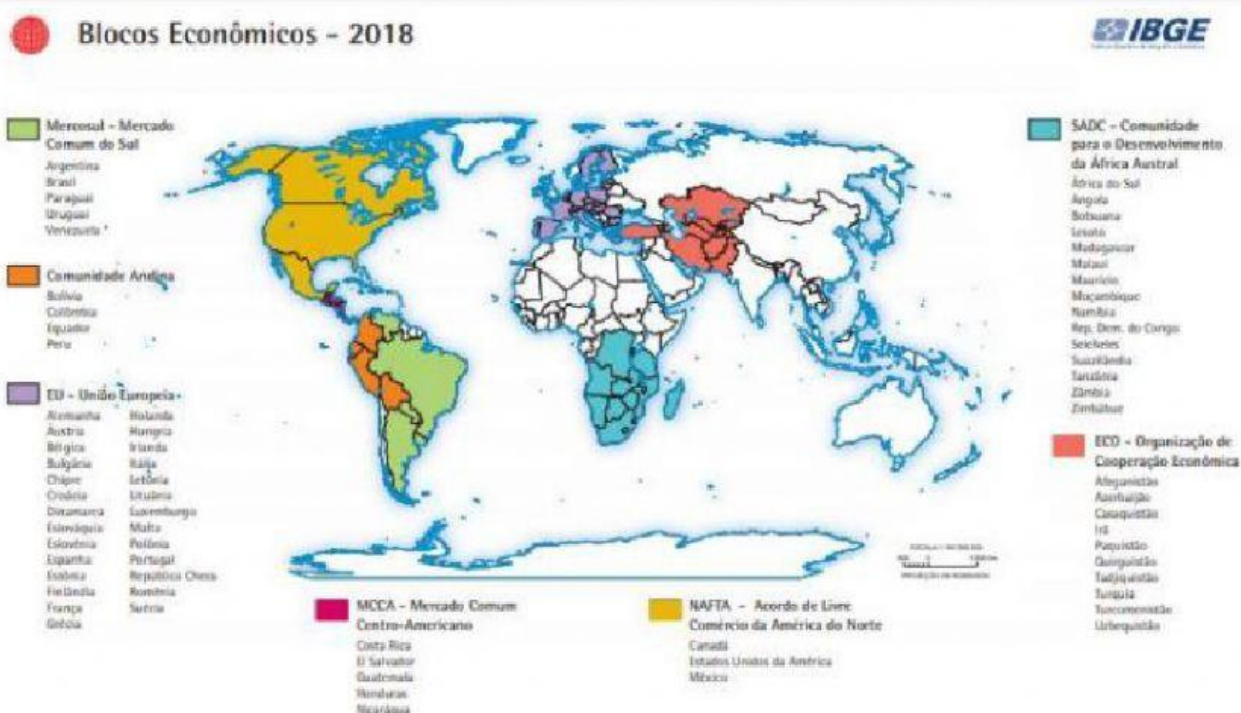 Blocos Econômicos - 2018
IBGE
Mercosul - Mercado
Comum do Sul
Argentina
Brasil
Paraguai
Uruguai
Venezuela *
Comunidade Andina
Bolívia
Colômbia
Equador
Peru
EU - União Europeia
Alemanha
Áustria
Bélgica
Bulgária
Chipre
Croácia
Dinamarca
Eslováquia
Eslovênia
Espanha
Estônia
Finlândia
França
Grécia
Holanda
Hungria
Irlanda
Itália
Letônia
Lituânia
Luxemburgo
Malta
Polônia
Portugal
República Checa
Romênia
Suécia
MCCA - Mercado Comum
Centro-Americano
Costa Rica
El Salvador
Guatemala
Honduras
Nicarágua
NAFTA - Acordo de Livre
Comércio da América do Norte
Canadá
Estados Unidos da América
México
SADC - Comunidade
para o Desenvolvimento
da África Austral
África do Sul
Angola
Botsuana
Lesoto
Madagascar
Malaui
Maurício
Moçambique
Namíbia
Rep. Dem. do Congo
Seicheles
Suazilândia
Tanzânia
Zâmbia
Zimbábue
ECO - Organização de
Cooperação Econômica
Afeganistão
Azerbaijão
Cazaquistão
Irã
Paquistão
Quirguistão
Tadjiquistão
Turquia
Turcomenistão
Uzbequistão